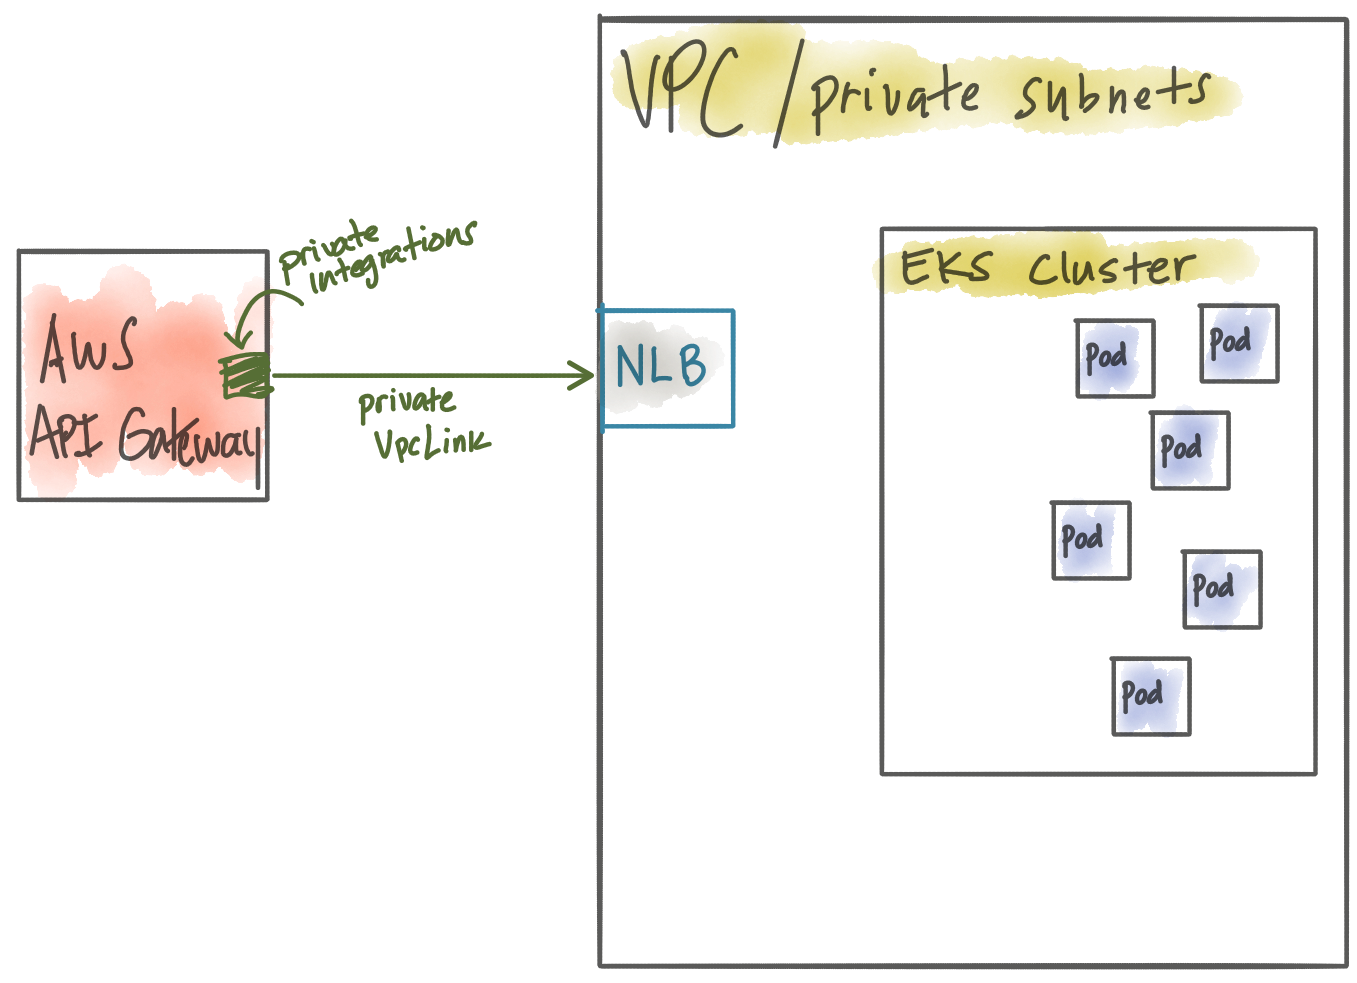 VPC/private subnets
private
Integrations
AWS
API Gateway
private
VpcLink
NLB
EKS Cluster
Pod
Pod
Pod
Pod
Pod
Pod